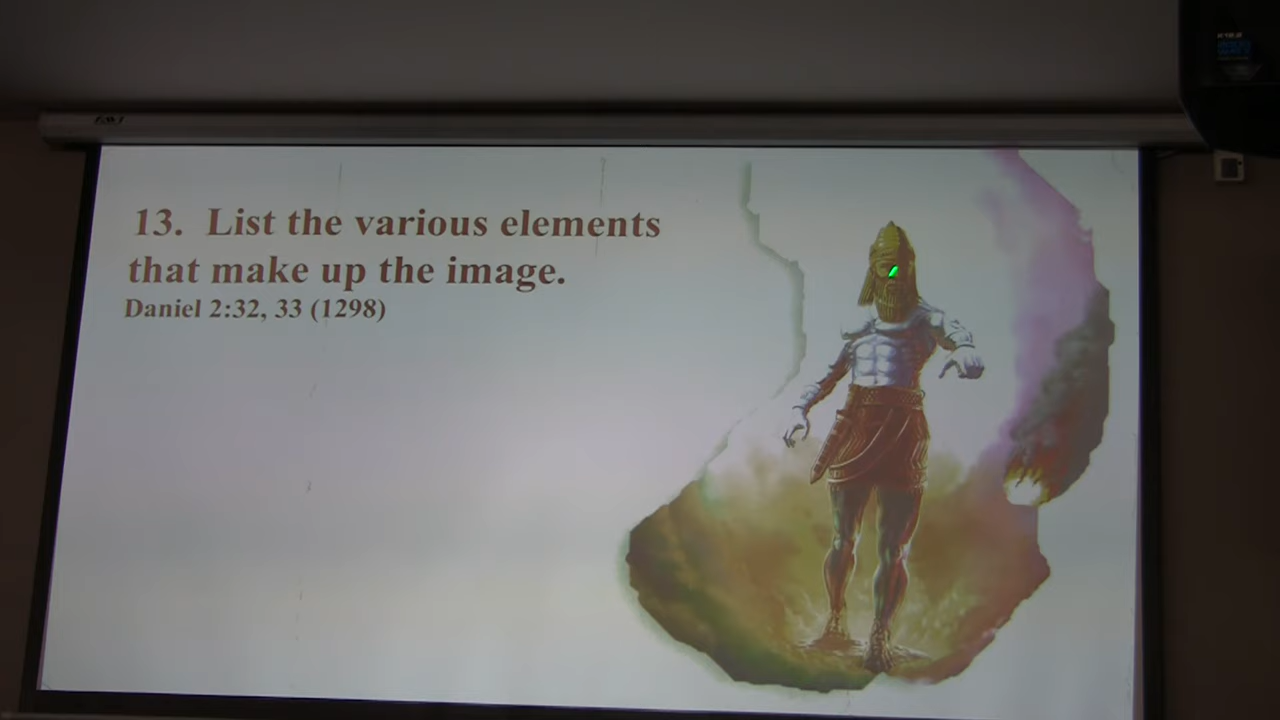 13. List the various elements
that make up the image.
Daniel 2:32, 33 (1298)